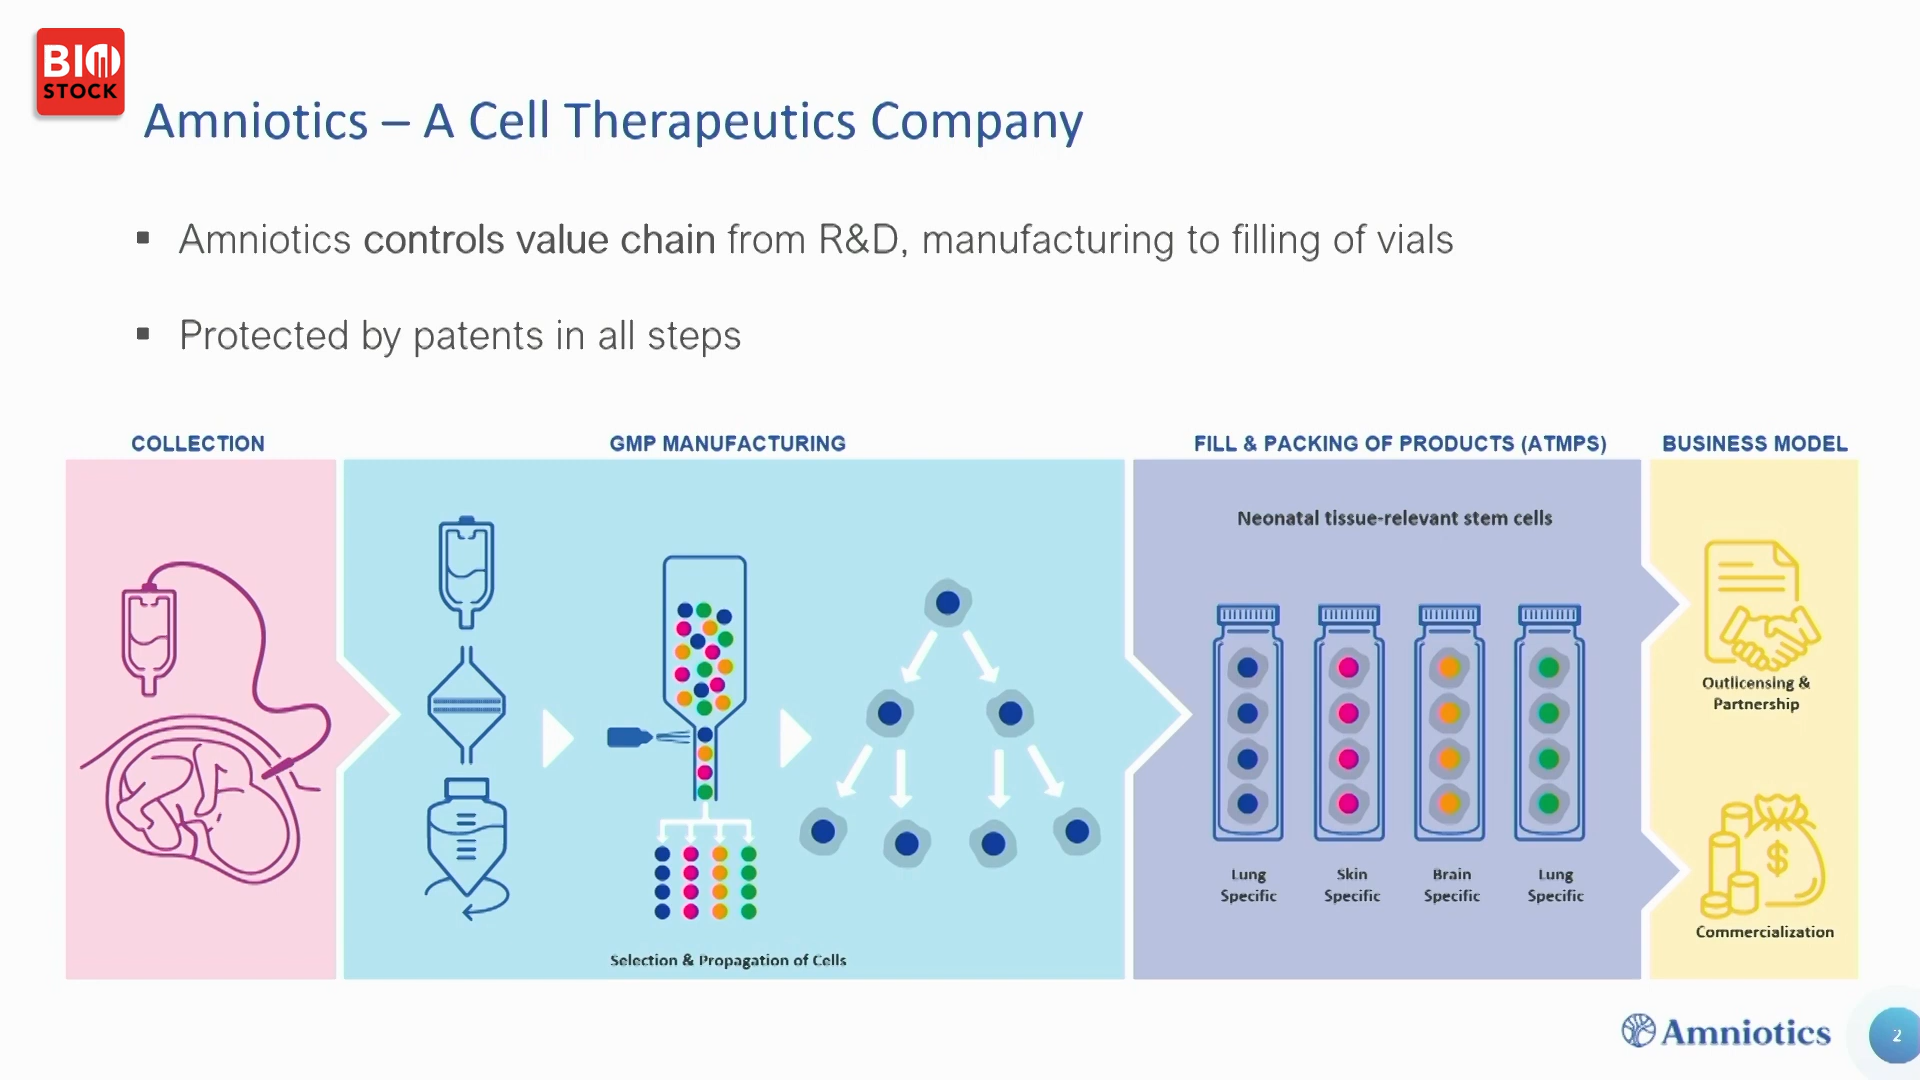 BIO
STOCK
Amniotics – A Cell Therapeutics Company
▪ Amniotics controls value chain from R&D, manufacturing to filling of vials
▪ Protected by patents in all steps
COLLECTION
GMP MANUFACTURING
FILL & PACKING OF PRODUCTS (ATMPS)
BUSINESS MODEL
Neonatal tissue-relevant stem cells
Outlicensing &
Partnership
$
Lung
Specific
Skin
Specific
Brain
Specific
Lung
Specific
Commercialization
Selection & Propagation of Cells
Amniotics
2